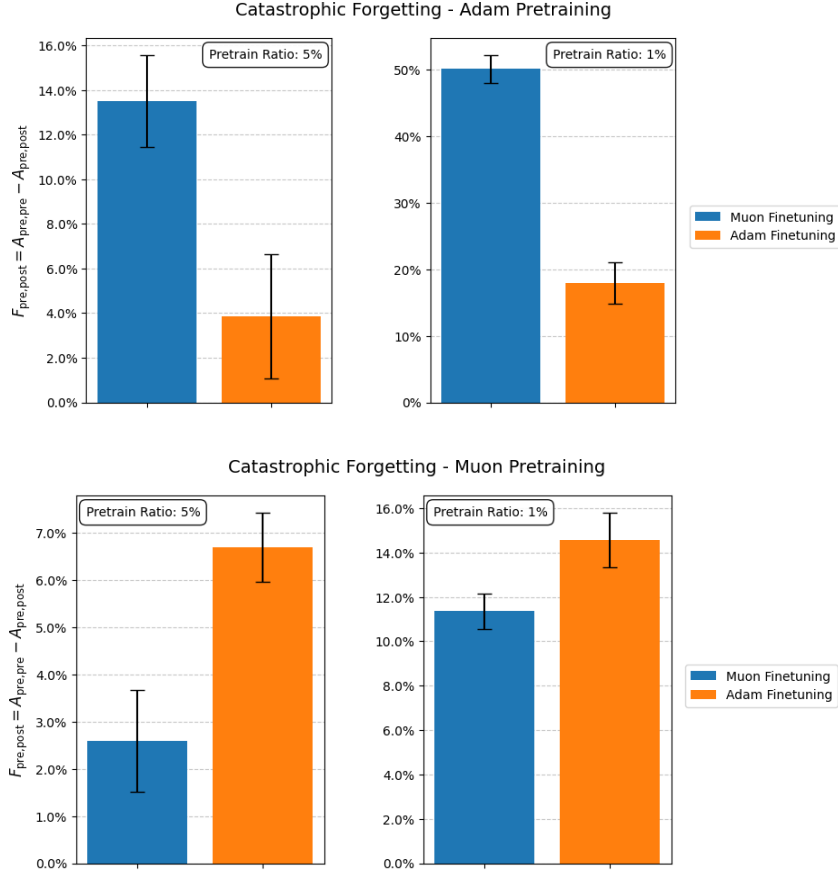 Catastrophic Forgetting - Adam Pretraining
F_pre,post = A_pre,pre − A_pre,post
16.0%
14.0%
12.0%
10.0%
8.0%
6.0%
4.0%
2.0%
0.0%
Pretrain Ratio: 5%
50%
40%
30%
20%
10%
0%
Pretrain Ratio: 1%
Muon Finetuning
Adam Finetuning
Catastrophic Forgetting - Muon Pretraining
F_pre,post = A_pre,pre − A_pre,post
7.0%
6.0%
5.0%
4.0%
3.0%
2.0%
1.0%
0.0%
Pretrain Ratio: 5%
16.0%
14.0%
12.0%
10.0%
8.0%
6.0%
4.0%
2.0%
0.0%
Pretrain Ratio: 1%
Muon Finetuning
Adam Finetuning